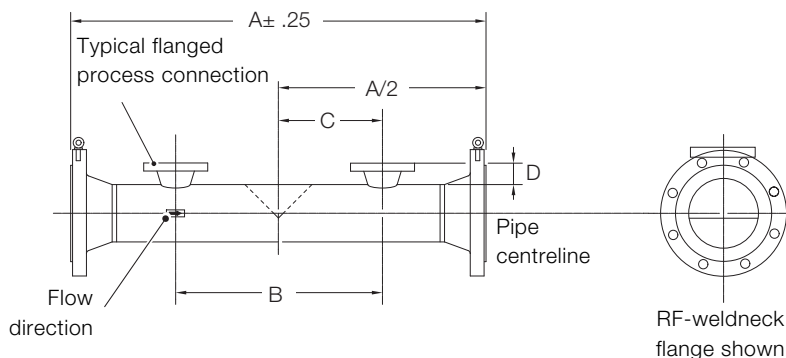 A± .25
Typical flanged
process connection
A/2
C
D
Pipe
centreline
B
Flow
direction
RF-weldneck
flange shown